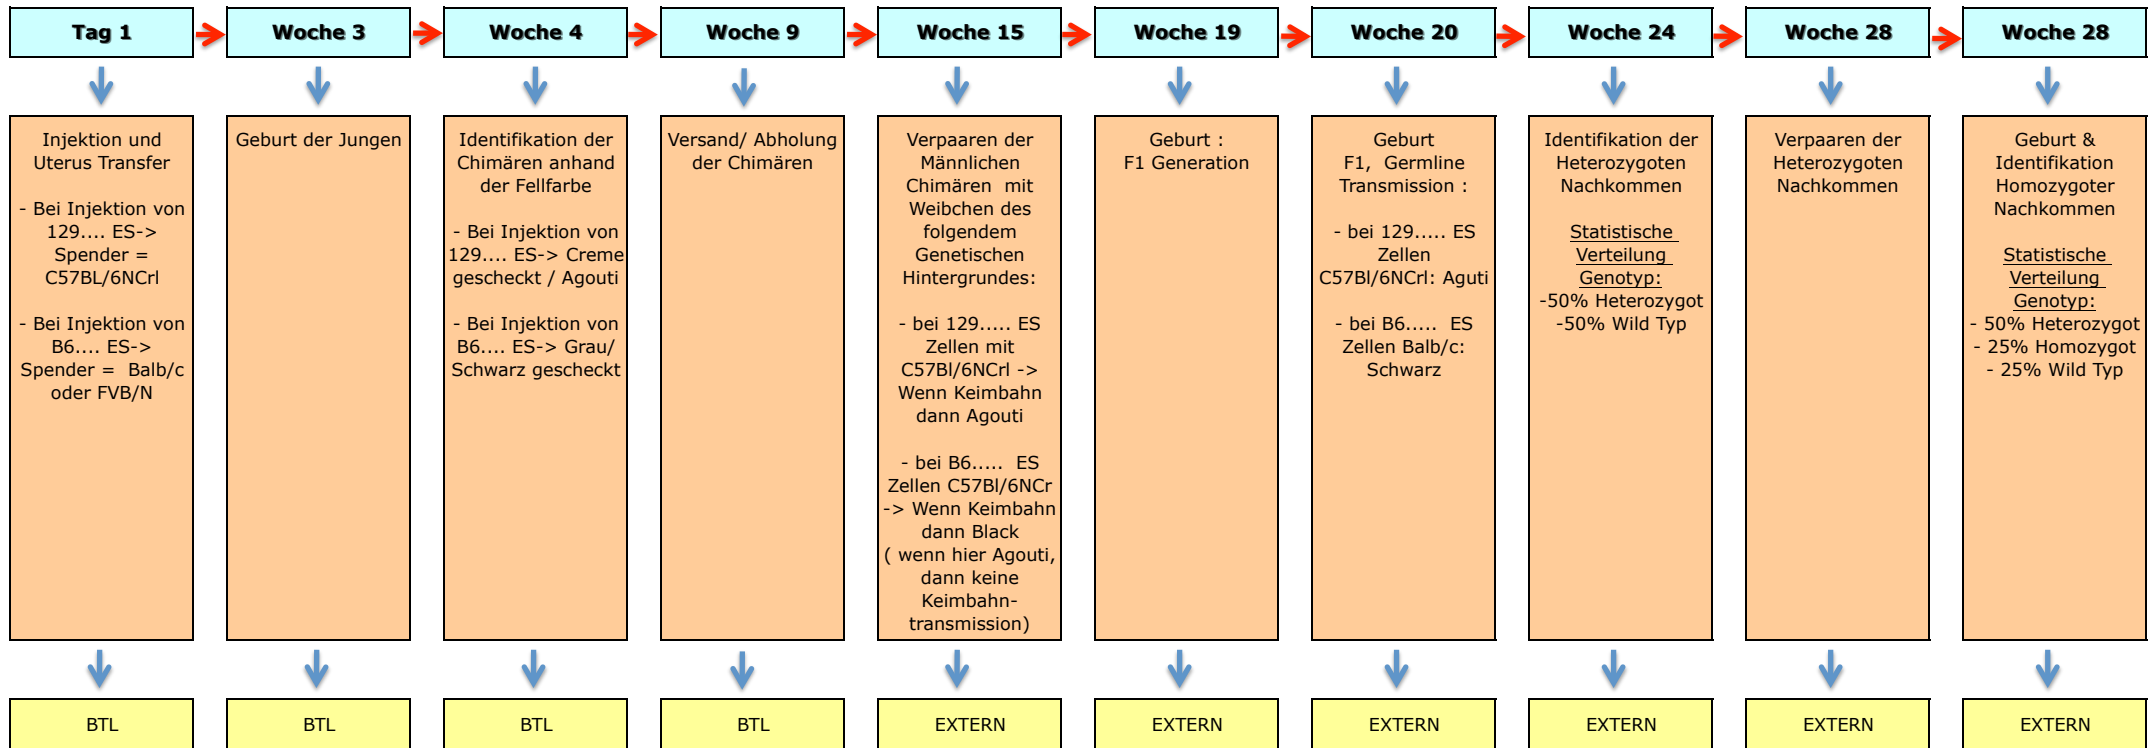 Tag 1
Woche 3
Woche 4
Woche 9
Woche 15
Woche 19
Woche 20
Woche 24
Woche 28
Woche 28
Injektion und
Uterus Transfer
- Bei Injektion von
129.... ES->
Spender =
C57BL/6NCrl
- Bei Injektion von
B6.... ES->
Spender = Balb/c
oder FVB/N
Geburt der Jungen
Identifikation der
Chimären anhand
der Fellfarbe
- Bei Injektion von
129.... ES-> Creme
gescheckt / Agouti
- Bei Injektion von
B6.... ES-> Grau/
Schwarz gescheckt
Versand/ Abholung
der Chimären
Verpaaren der
Männlichen
Chimären mit
Weibchen des
folgendem
Genetischen
Hintergrundes:
- bei 129..... ES
Zellen mit
C57Bl/6NCrl ->
Wenn Keimbahn
dann Agouti
- bei B6..... ES
Zellen C57Bl/6NCr
-> Wenn Keimbahn
dann Black
( wenn hier Agouti,
dann keine
Keimbahn-
transmission)
Geburt :
F1 Generation
Geburt
F1, Germline
Transmission :
- bei 129..... ES
Zellen
C57Bl/6NCrl: Aguti
- bei B6..... ES
Zellen Balb/c:
Schwarz
Identifikation der
Heterozygoten
Nachkommen
Statistische
Verteilung
Genotyp:
-50% Heterozygot
-50% Wild Typ
Verpaaren der
Heterozygoten
Nachkommen
Geburt &
Identifikation
Homozygoter
Nachkommen
Statistische
Verteilung
Genotyp:
- 50% Heterozygot
- 25% Homozygot
- 25% Wild Typ
BTL
BTL
BTL
BTL
EXTERN
EXTERN
EXTERN
EXTERN
EXTERN
EXTERN